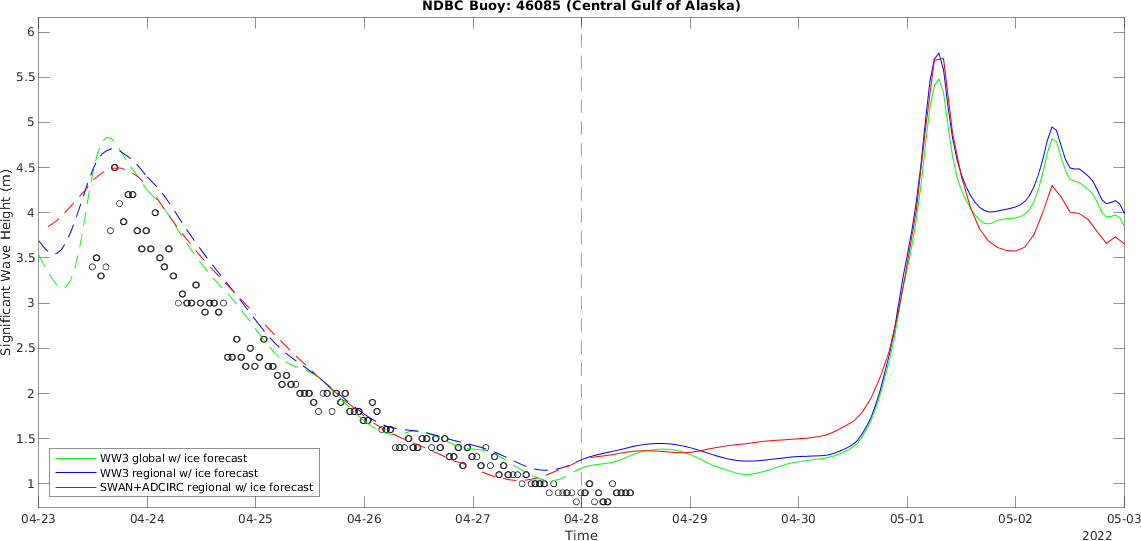 NDBC Buoy: 46085 (Central Gulf of Alaska)
6
5.5
5
4.5
4
3.5
3
2.5
2
1.5
1
Significant Wave Height (m)
WW3 global w/ ice forecast
WW3 regional w/ ice forecast
SWAN+ADCIRC regional w/ ice forecast
04-23 04-24 04-25 04-26 04-27 04-28 04-29 04-30 05-01 05-02 05-03
Time
2022